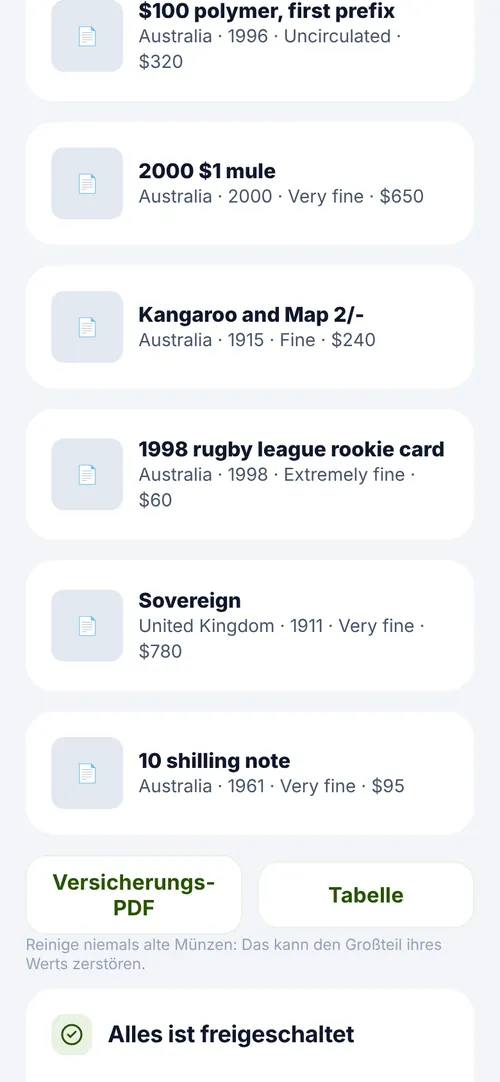 $100 polymer, first prefix
Australia · 1996 · Uncirculated ·
$320
2000 $1 mule
Australia · 2000 · Very fine · $650
Kangaroo and Map 2/-
Australia · 1915 · Fine · $240
1998 rugby league rookie card
Australia · 1998 · Extremely fine ·
$60
Sovereign
United Kingdom · 1911 · Very fine ·
$780
10 shilling note
Australia · 1961 · Very fine · $95
Versicherungs-
PDF
Tabelle
Reinige niemals alte Münzen: Das kann den Großteil ihres
Werts zerstören.
Alles ist freigeschaltet